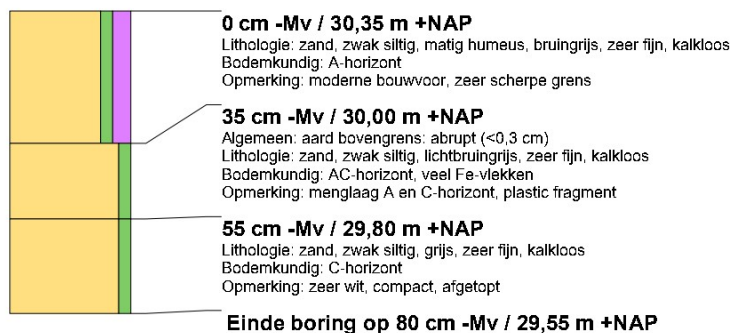 0 cm -Mv / 30,35 m +NAP
Lithologie: zand, zwak siltig, matig humeus, bruingrijs, zeer fijn, kalkloos
Bodemkundig: A-horizont
Opmerking: moderne bouwvoor, zeer scherpe grens
35 cm -Mv / 30,00 m +NAP
Algemeen: aard bovengrens: abrupt (<0,3 cm)
Lithologie: zand, zwak siltig, lichtbruingrijs, zeer fijn, kalkloos
Bodemkundig: AC-horizont, veel Fe-vlekken
Opmerking: menglaag A en C-horizont, plastic fragment
55 cm -Mv / 29,80 m +NAP
Lithologie: zand, zwak siltig, grijs, zeer fijn, kalkloos
Bodemkundig: C-horizont
Opmerking: zeer wit, compact, afgetopt
Einde boring op 80 cm -Mv / 29,55 m +NAP